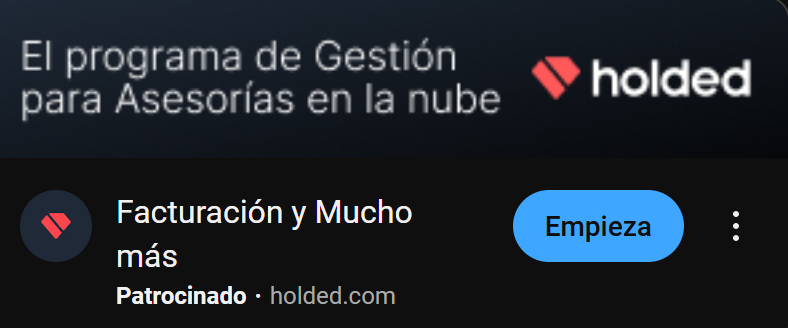 El programa de Gestión
para Asesorías en la nube
holded
Facturación y Mucho
más
Empieza
Patrocinado · holded.com